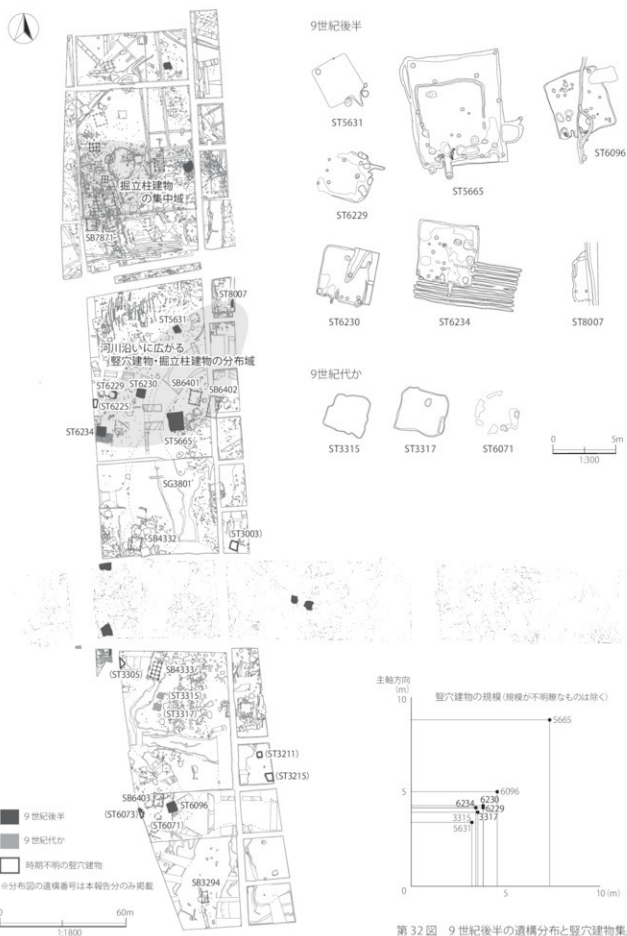 掘立柱建物
の集中域
SB7871
ST8007
ST5631
河川沿いに広がる
竪穴建物・掘立柱建物の分布域
ST6229
ST6230
SB6401
SB6402
(ST6225)
ST6234
ST5665
SG3801
SB4332
(ST3003)
(ST3305)
SB4333
(ST3315)
(ST3317)
(ST3211)
(ST3215)
SB6403
(ST6073)
ST6096
(ST6071)
SB3294
9世紀後半
9世紀代か
時期不明の竪穴建物
※分布図の遺構番号は本報告分のみ掲載
0
60m
1:1800
9世紀後半
ST5631
ST5665
ST6096
ST6229
ST6230
ST6234
ST8007
9世紀代か
ST3315
ST3317
ST6071
0
5m
1:300
主軸方向
(m)
竪穴建物の規模(規模が不明瞭なものは除く)
10
5665
5
6096
6234
6230
6229
3315
3317
5631
0
5
10(m)
第32図 9世紀後半の遺構分布と竪穴建物集